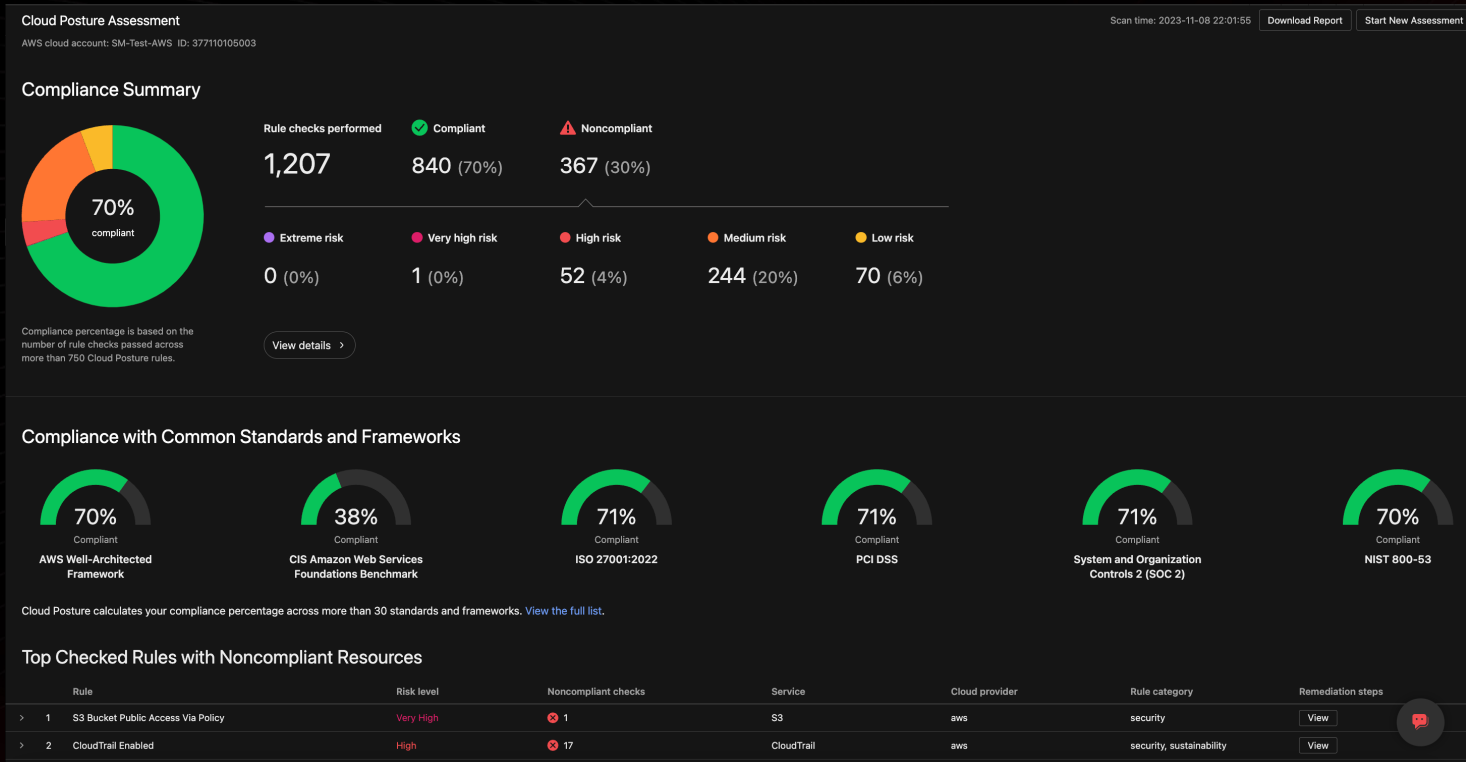 Cloud Posture Assessment
Scan time: 2023-11-08 22:01:55 Download Report Start New Assessment
AWS cloud account: SM-Test-AWS ID: 377110105003
Compliance Summary
Rule checks performed Compliant Noncompliant
1,207 840 (70%) 367 (30%)
70%
compliant
Extreme risk Very high risk High risk Medium risk Low risk
0 (0%) 1 (0%) 52 (4%) 244 (20%) 70 (6%)
Compliance percentage is based on the
number of rule checks passed across
more than 750 Cloud Posture rules.
View details
Compliance with Common Standards and Frameworks
70% 38% 71% 71% 71% 70%
Compliant Compliant Compliant Compliant Compliant Compliant
AWS Well-Architected CIS Amazon Web Services ISO 27001:2022 PCI DSS System and Organization NIST 800-53
Framework Foundations Benchmark Controls 2 (SOC 2)
Cloud Posture calculates your compliance percentage across more than 30 standards and frameworks. View the full list.
Top Checked Rules with Noncompliant Resources
Rule Risk level Noncompliant checks Service Cloud provider Rule category Remediation steps
1 S3 Bucket Public Access Via Policy Very High 1 S3 aws security View
2 CloudTrail Enabled High 17 CloudTrail aws security, sustainability View